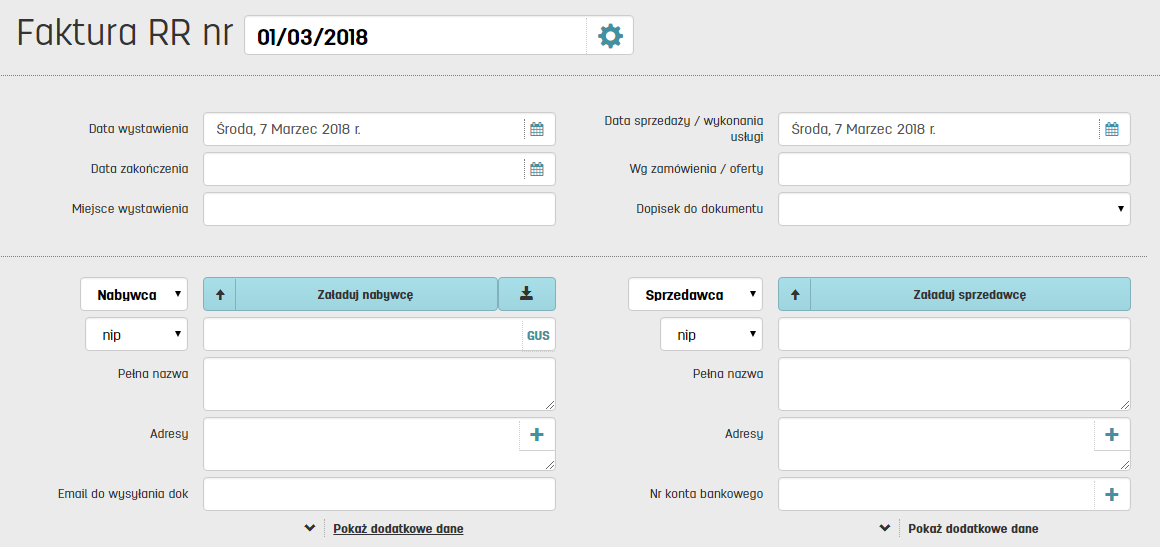 Faktura RR nr 01/03/2018
Data wystawienia Środa, 7 Marzec 2018 r.
Data sprzedaży / wykonania
usługi Środa, 7 Marzec 2018 r.
Data zakończenia
Wg zamówienia / oferty
Miejsce wystawienia
Dopisek do dokumentu
Nabywca Załaduj nabywcę
Sprzedawca Załaduj sprzedawcę
nip GUS
nip
Pełna nazwa
Pełna nazwa
Adresy
Adresy
Email do wysyłania dok
Nr konta bankowego
Pokaż dodatkowe dane
Pokaż dodatkowe dane